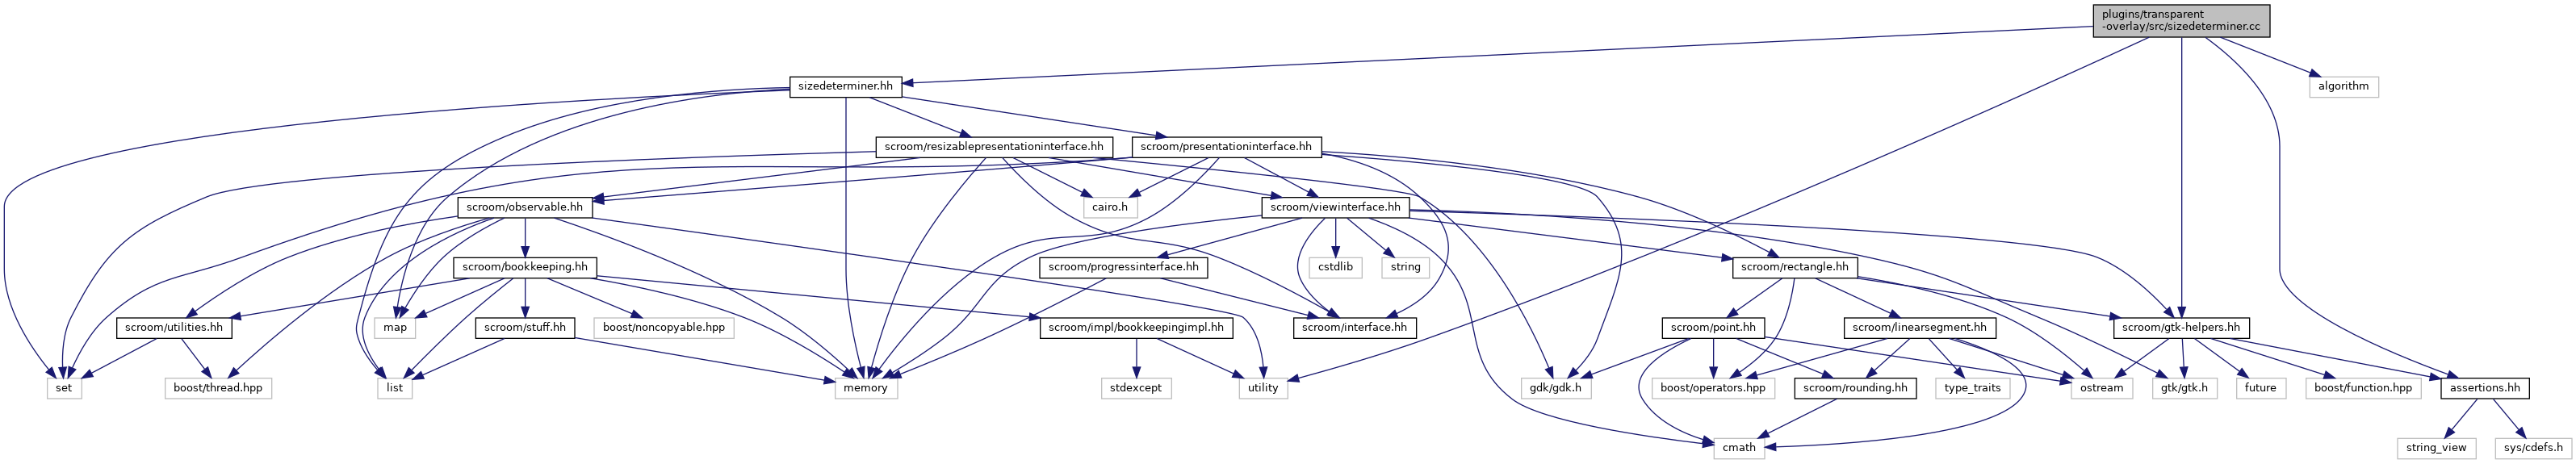 plugins/transparent
-overlay/src/sizedeterminer.cc
sizedeterminer.hh
algorithm
scroom/resizablepresentationinterface.hh
scroom/presentationinterface.hh
scroom/observable.hh
cairo.h
scroom/viewinterface.hh
scroom/bookkeeping.hh
scroom/progressinterface.hh
cstdlib
string
scroom/rectangle.hh
scroom/utilities.hh
map
scroom/stuff.hh
boost/noncopyable.hpp
scroom/impl/bookkeepingimpl.hh
scroom/interface.hh
scroom/point.hh
scroom/linearsegment.hh
scroom/gtk-helpers.hh
set
boost/thread.hpp
list
memory
stdexcept
utility
gdk/gdk.h
boost/operators.hpp
scroom/rounding.hh
type_traits
ostream
gtk/gtk.h
future
boost/function.hpp
assertions.hh
cmath
string_view
sys/cdefs.h